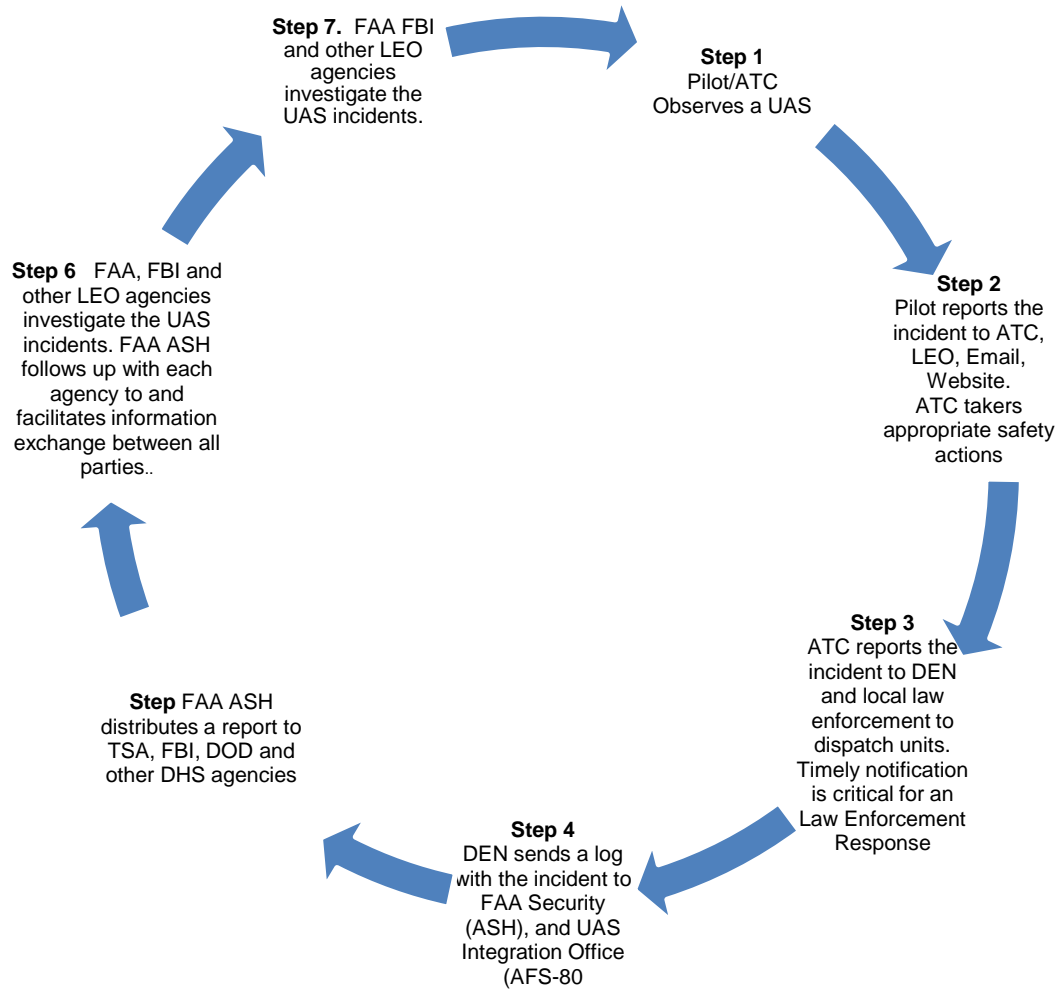 Step 1
Pilot/ATC
Observes a UAS
Step 2
Pilot reports the
incident to ATC,
LEO, Email,
Website.
ATC takers
appropriate safety
actions
Step 3
ATC reports the
incident to DEN
and local law
enforcement to
dispatch units.
Timely notification
is critical for an
Law Enforcement
Response
Step 4
DEN sends a log
with the incident to
FAA Security
(ASH), and UAS
Integration Office
(AFS-80
Step FAA ASH
distributes a report to
TSA, FBI, DOD and
other DHS agencies
Step 6 FAA, FBI and
other LEO agencies
investigate the UAS
incidents. FAA ASH
follows up with each
agency to and
facilitates information
exchange between all
parties..
Step 7. FAA FBI
and other LEO
agencies
investigate the
UAS incidents.